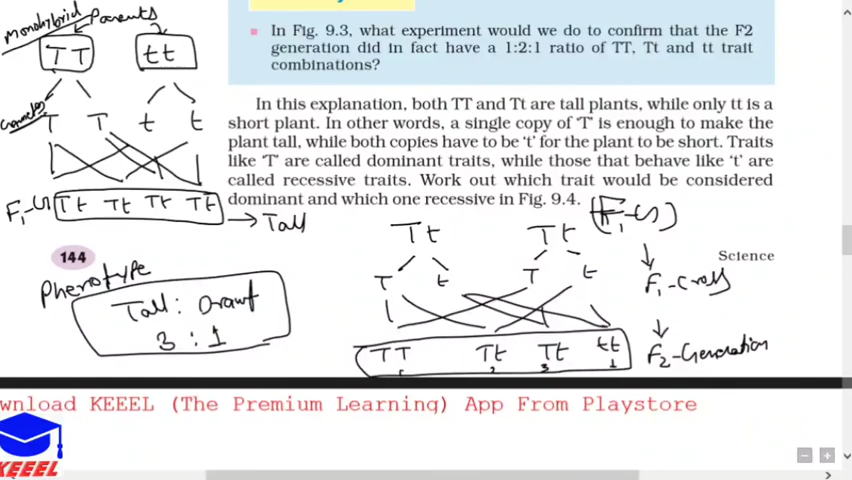 Monohybrid
Parents
TT tt
In Fig. 9.3, what experiment would we do to confirm that the F2
generation did in fact have a 1:2:1 ratio of TT, Tt and tt trait
combinations?
Gametes
T T t t
In this explanation, both TT and Tt are tall plants, while only tt is a
short plant. In other words, a single copy of 'T' is enough to make the
plant tall, while both copies have to be 't' for the plant to be short. Traits
like 'T' are called dominant traits, while those that behave like 't' are
called recessive traits. Work out which trait would be considered
dominant and which one recessive in Fig. 9.4.
F1-G Tt Tt Tt Tt
Tall
Tt Tt (F1-G)
144
Science
T t T t
F1-Cross
Phenotype
Tall: Drawf
3 : 1
TT Tt Tt tt
1 2 3 1
F2-Generation
wnload KEEEL (The Premium Learning) App From Playstore
KEEEL